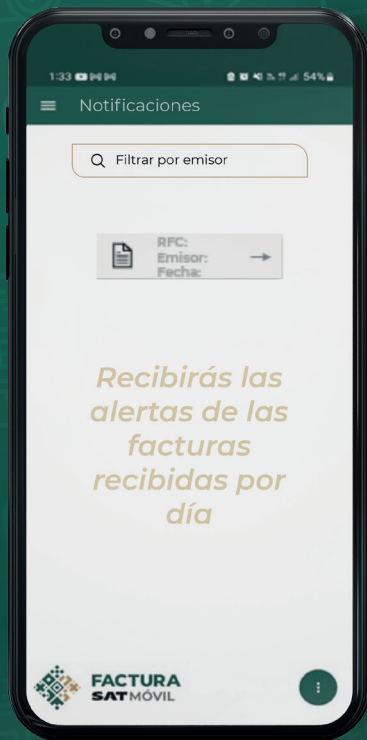 1:33
54%
Notificaciones
Filtrar por emisor
RFC:
Emisor:
Fecha:
Recibirás las
alertas de las
facturas
recibidas por
día
FACTURA
SAT MÓVIL